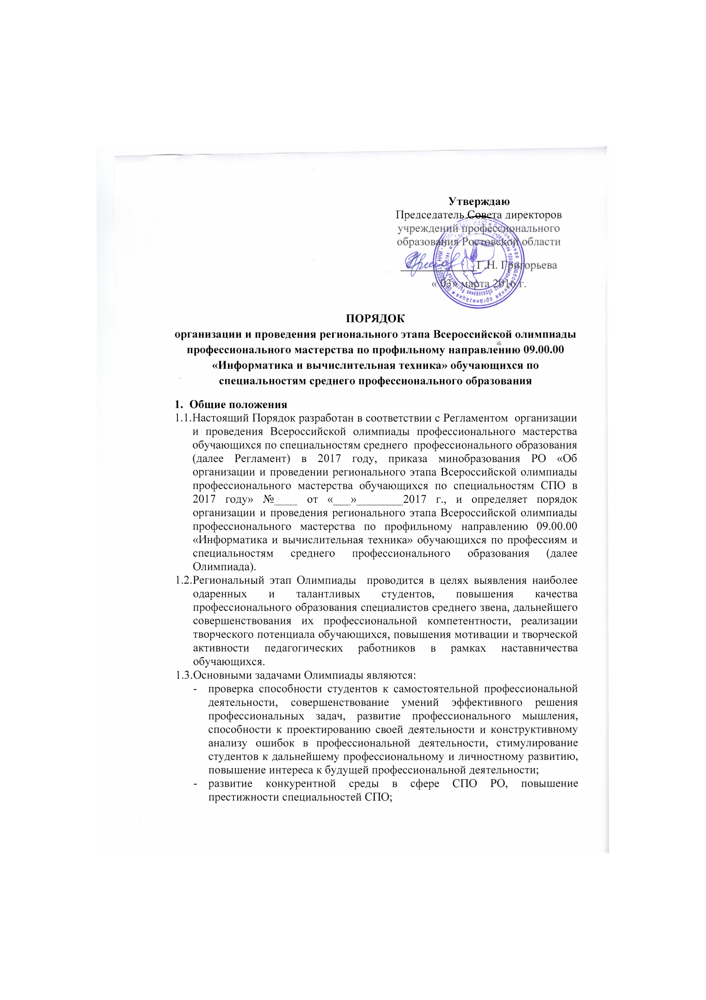 Утверждаю
Председатель Совета директоров
учреждений профессионального
образования Ростовской области
Г.Н. Григорьева
« 03» марта 2016 г.
ПОРЯДОК
организации и проведения регионального этапа Всероссийской олимпиады
профессионального мастерства по профильному направлению 09.00.00
«Информатика и вычислительная техника» обучающихся по
специальностям среднего профессионального образования
1. Общие положения
1.1.Настоящий Порядок разработан в соответствии с Регламентом организации
и проведения Всероссийской олимпиады профессионального мастерства
обучающихся по специальностям среднего профессионального образования
(далее Регламент) в 2017 году, приказа минобразования РО «Об
организации и проведении регионального этапа Всероссийской олимпиады
профессионального мастерства обучающихся по специальностям СПО в
2017 году» №____ от «___»________2017 г., и определяет порядок
организации и проведения регионального этапа Всероссийской олимпиады
профессионального мастерства по профильному направлению 09.00.00
«Информатика и вычислительная техника» обучающихся по профессиям и
специальностям среднего профессионального образования (далее
Олимпиада).
1.2.Региональный этап Олимпиады проводится в целях выявления наиболее
одаренных и талантливых студентов, повышения качества
профессионального образования специалистов среднего звена, дальнейшего
совершенствования их профессиональной компетентности, реализации
творческого потенциала обучающихся, повышения мотивации и творческой
активности педагогических работников в рамках наставничества
обучающихся.
1.3.Основными задачами Олимпиады являются:
- проверка способности студентов к самостоятельной профессиональной
деятельности, совершенствование умений эффективного решения
профессиональных задач, развитие профессионального мышления,
способности к проектированию своей деятельности и конструктивному
анализу ошибок в профессиональной деятельности, стимулирование
студентов к дальнейшему профессиональному и личностному развитию,
повышение интереса к будущей профессиональной деятельности;
- развитие конкурентной среды в сфере СПО РО, повышение
престижности специальностей СПО;
региональная общественная организация
учреждений профессионального образования Ростовской области